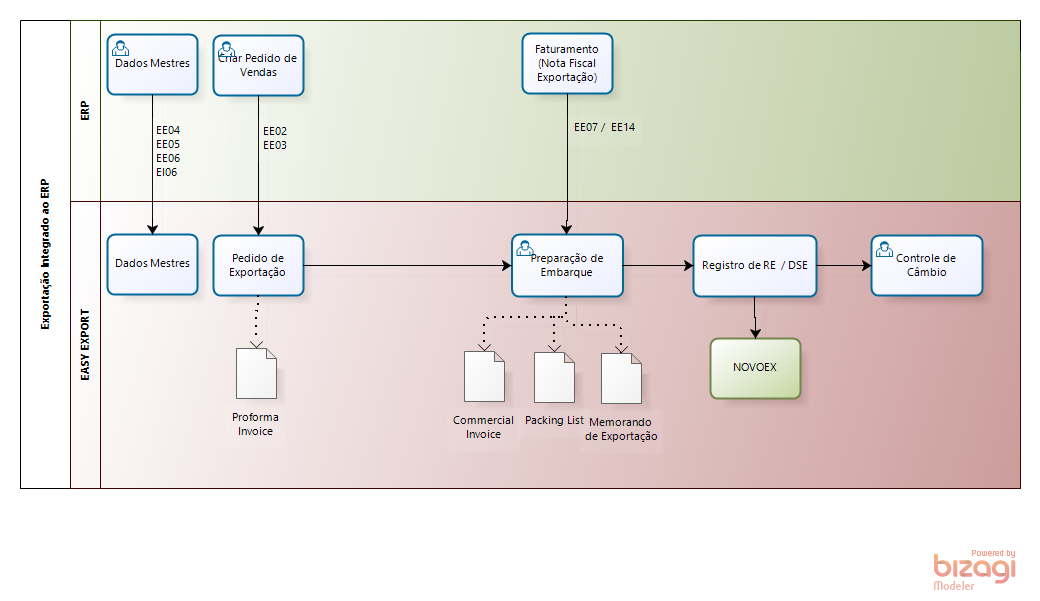 Exportação Integrado ao ERP
ERP
Dados Mestres
Criar Pedido de
Vendas
Faturamento
(Nota Fiscal
Exportação)
EE04
EE05
EE06
EI06
EE02
EE03
EE07 / EE14
EASY EXPORT
Dados Mestres
Pedido de
Exportação
Preparação de
Embarque
Registro de RE / DSE
Controle de
Câmbio
NOVOEX
Proforma
Invoice
Commercial
Invoice
Packing List
Memorando
de Exportação
Powered by
bizagi
Modeler